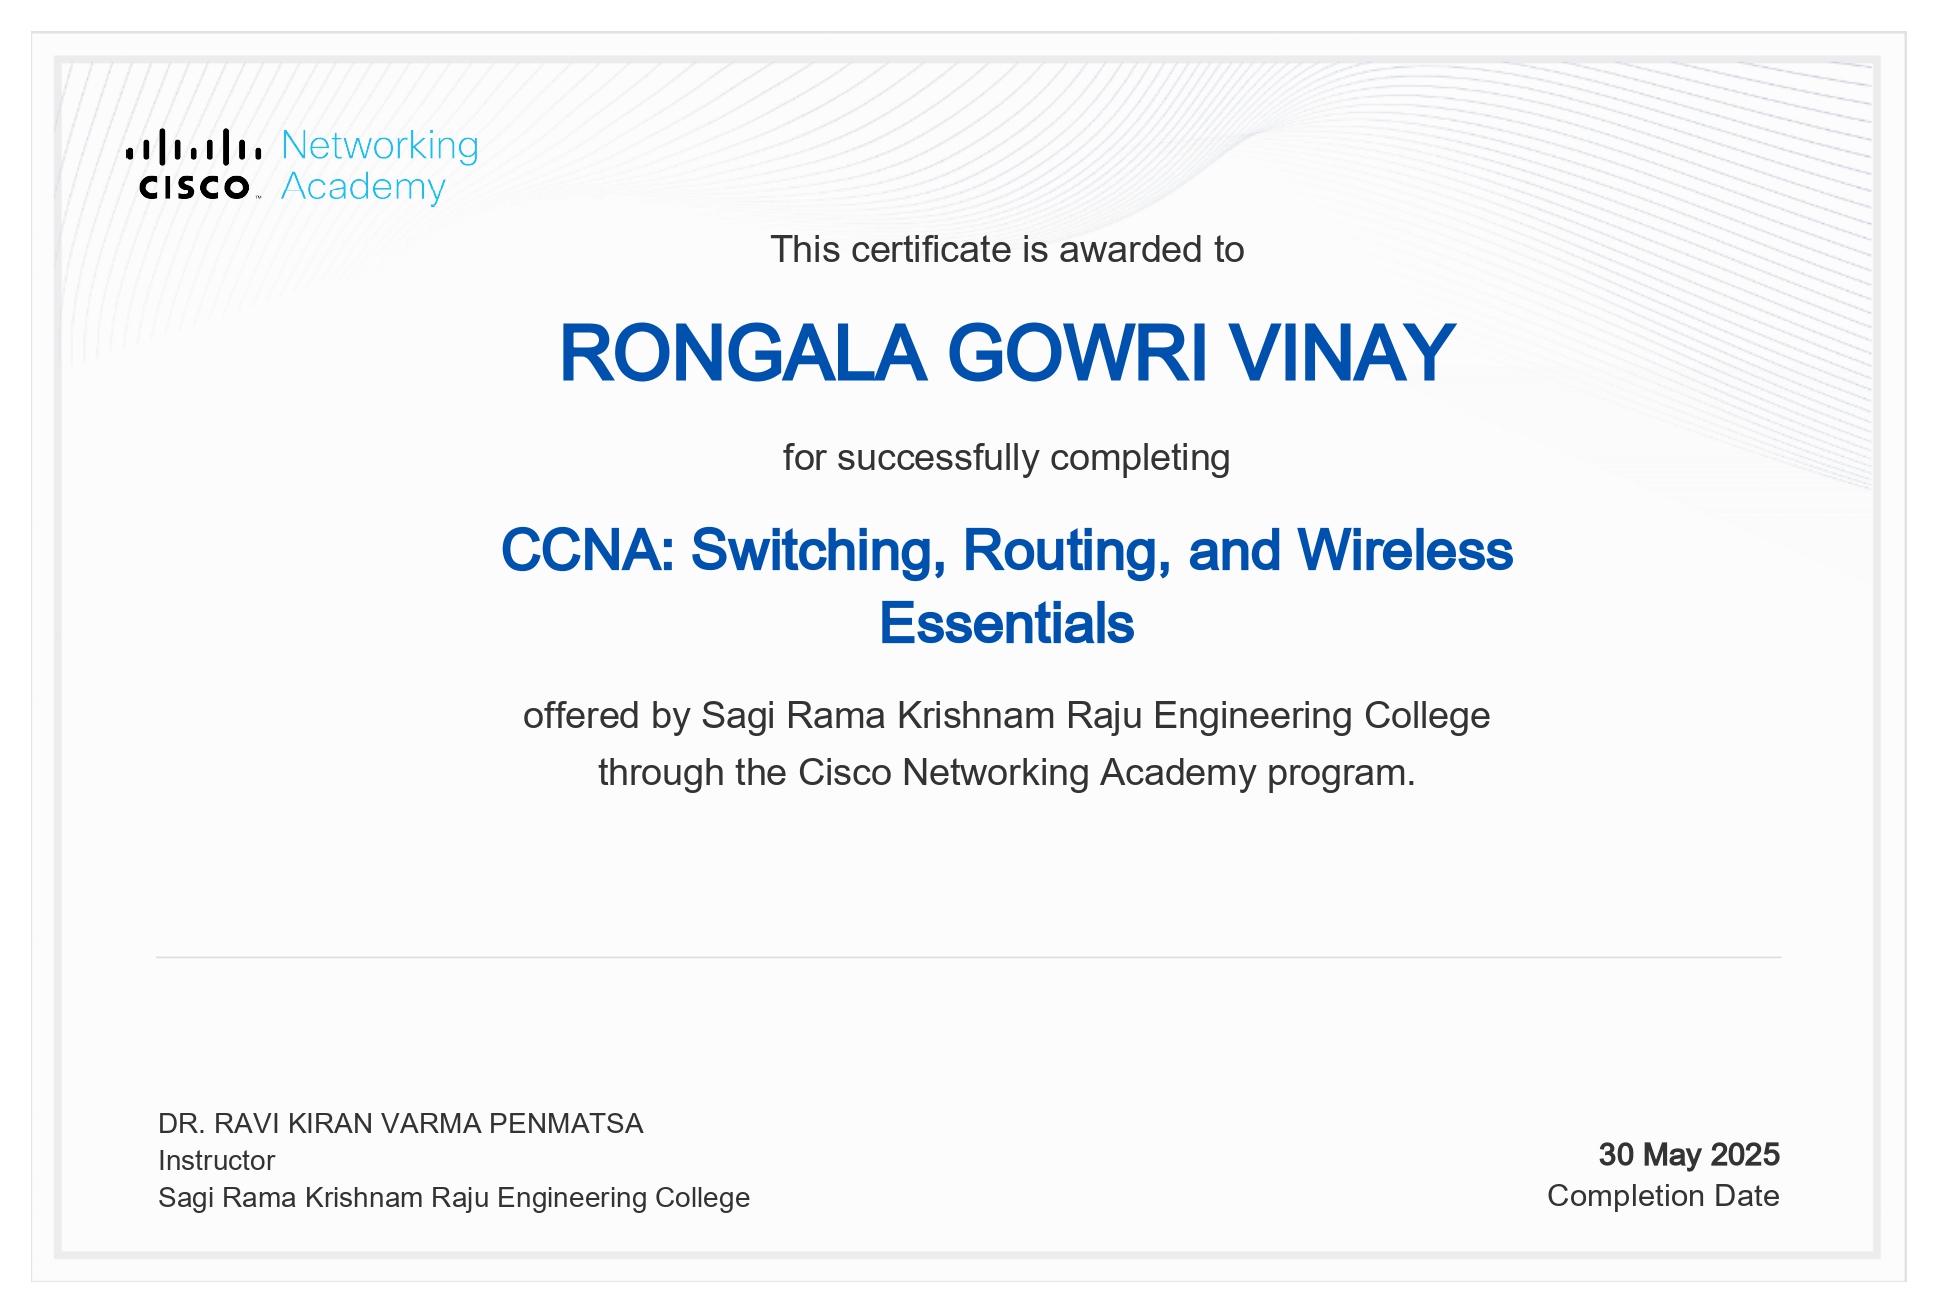 Networking
Academy
CISCO
This certificate is awarded to
RONGALA GOWRI VINAY
for successfully completing
CCNA: Switching, Routing, and Wireless
Essentials
offered by Sagi Rama Krishnam Raju Engineering College
through the Cisco Networking Academy program.
DR. RAVI KIRAN VARMA PENMATSA
Instructor
Sagi Rama Krishnam Raju Engineering College
30 May 2025
Completion Date